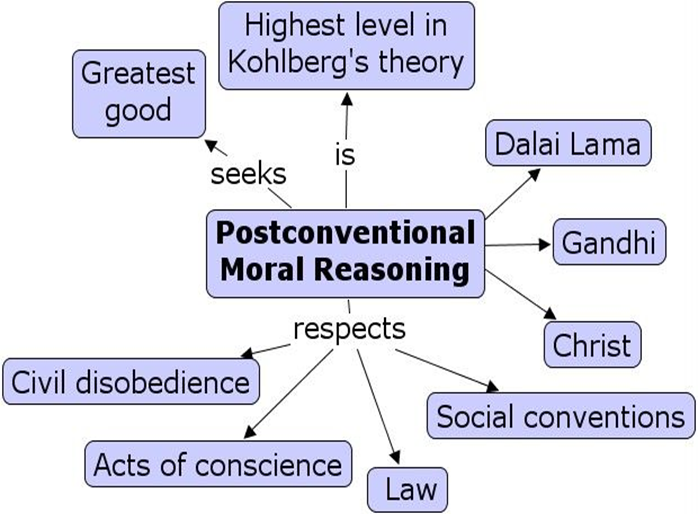 Highest level in
Kohlberg's theory
Greatest
good
Dalai Lama
is
seeks
Postconventional
Moral Reasoning
Gandhi
respects
Christ
Civil disobedience
Social conventions
Acts of conscience
Law